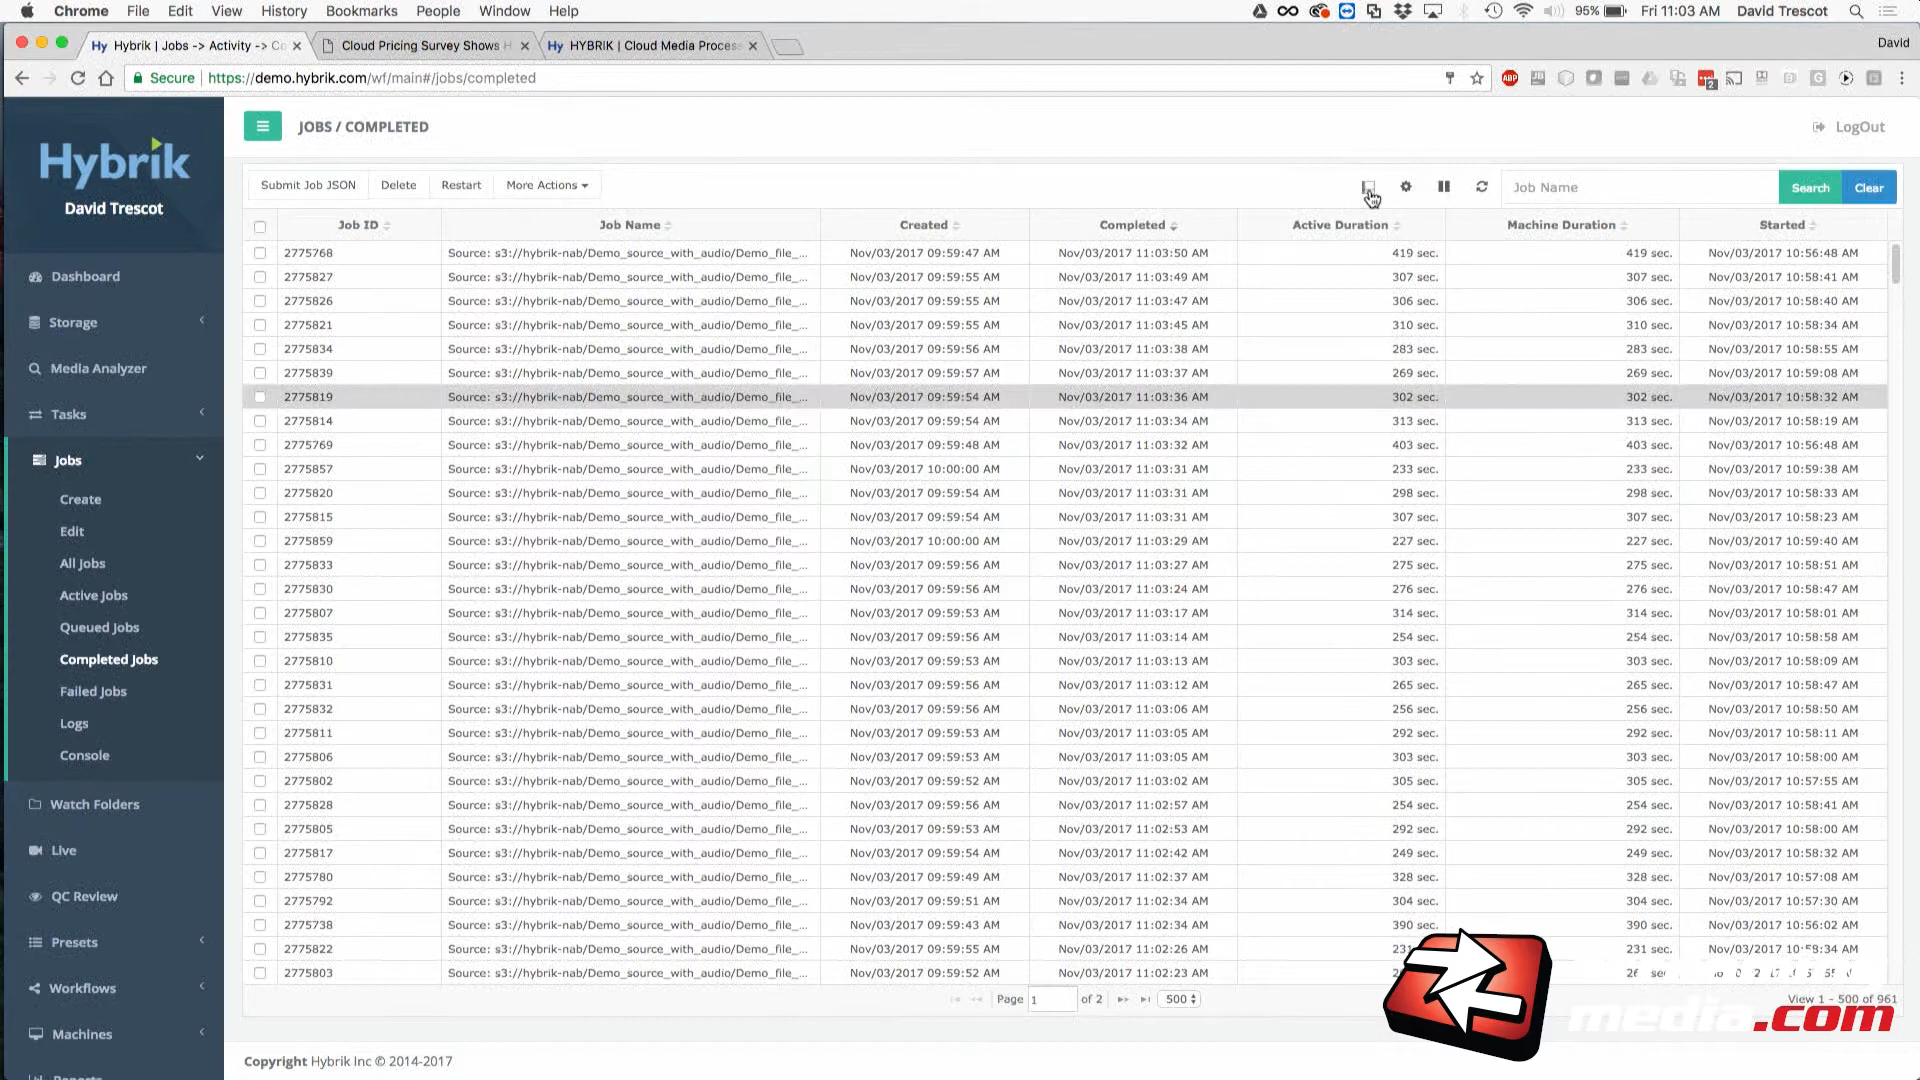 Chrome File Edit View History Bookmarks People Window Help 95% Fri 11:03 AM David Trescot
Hy Hybrik | Jobs -> Activity -> Co Cloud Pricing Survey Shows H Hy HYBRIK | Cloud Media Process David
Secure https://demo.hybrik.com/wf/main#/jobs/completed
Hybrik
David Trescot
Dashboard
Storage
Media Analyzer
Tasks
Jobs
Create
Edit
All Jobs
Active Jobs
Queued Jobs
Completed Jobs
Failed Jobs
Logs
Console
Watch Folders
Live
QC Review
Presets
Workflows
Machines
JOBS / COMPLETED LogOut
Submit Job JSON Delete Restart More Actions Job Name Search Clear
Job ID Job Name Created Completed Active Duration Machine Duration Started
2775768 Source: s3://hybrik-nab/Demo_source_with_audio/Demo_file_... Nov/03/2017 09:59:47 AM Nov/03/2017 11:03:50 AM 419 sec. 419 sec. Nov/03/2017 10:56:48 AM
2775827 Source: s3://hybrik-nab/Demo_source_with_audio/Demo_file_... Nov/03/2017 09:59:55 AM Nov/03/2017 11:03:49 AM 307 sec. 307 sec. Nov/03/2017 10:58:41 AM
2775826 Source: s3://hybrik-nab/Demo_source_with_audio/Demo_file_... Nov/03/2017 09:59:55 AM Nov/03/2017 11:03:47 AM 306 sec. 306 sec. Nov/03/2017 10:58:40 AM
2775821 Source: s3://hybrik-nab/Demo_source_with_audio/Demo_file_... Nov/03/2017 09:59:55 AM Nov/03/2017 11:03:45 AM 310 sec. 310 sec. Nov/03/2017 10:58:34 AM
2775834 Source: s3://hybrik-nab/Demo_source_with_audio/Demo_file_... Nov/03/2017 09:59:56 AM Nov/03/2017 11:03:38 AM 283 sec. 283 sec. Nov/03/2017 10:58:55 AM
2775839 Source: s3://hybrik-nab/Demo_source_with_audio/Demo_file_... Nov/03/2017 09:59:57 AM Nov/03/2017 11:03:37 AM 269 sec. 269 sec. Nov/03/2017 10:59:08 AM
2775819 Source: s3://hybrik-nab/Demo_source_with_audio/Demo_file_... Nov/03/2017 09:59:54 AM Nov/03/2017 11:03:36 AM 302 sec. 302 sec. Nov/03/2017 10:58:32 AM
2775814 Source: s3://hybrik-nab/Demo_source_with_audio/Demo_file_... Nov/03/2017 09:59:54 AM Nov/03/2017 11:03:34 AM 313 sec. 313 sec. Nov/03/2017 10:58:19 AM
2775769 Source: s3://hybrik-nab/Demo_source_with_audio/Demo_file_... Nov/03/2017 09:59:48 AM Nov/03/2017 11:03:32 AM 403 sec. 403 sec. Nov/03/2017 10:56:48 AM
2775857 Source: s3://hybrik-nab/Demo_source_with_audio/Demo_file_... Nov/03/2017 10:00:00 AM Nov/03/2017 11:03:31 AM 233 sec. 233 sec. Nov/03/2017 10:59:38 AM
2775820 Source: s3://hybrik-nab/Demo_source_with_audio/Demo_file_... Nov/03/2017 09:59:54 AM Nov/03/2017 11:03:31 AM 298 sec. 298 sec. Nov/03/2017 10:58:33 AM
2775815 Source: s3://hybrik-nab/Demo_source_with_audio/Demo_file_... Nov/03/2017 09:59:54 AM Nov/03/2017 11:03:31 AM 307 sec. 307 sec. Nov/03/2017 10:58:23 AM
2775859 Source: s3://hybrik-nab/Demo_source_with_audio/Demo_file_... Nov/03/2017 10:00:00 AM Nov/03/2017 11:03:29 AM 227 sec. 227 sec. Nov/03/2017 10:59:40 AM
2775833 Source: s3://hybrik-nab/Demo_source_with_audio/Demo_file_... Nov/03/2017 09:59:56 AM Nov/03/2017 11:03:27 AM 275 sec. 275 sec. Nov/03/2017 10:58:51 AM
2775830 Source: s3://hybrik-nab/Demo_source_with_audio/Demo_file_... Nov/03/2017 09:59:56 AM Nov/03/2017 11:03:24 AM 276 sec. 276 sec. Nov/03/2017 10:58:47 AM
2775807 Source: s3://hybrik-nab/Demo_source_with_audio/Demo_file_... Nov/03/2017 09:59:53 AM Nov/03/2017 11:03:17 AM 314 sec. 314 sec. Nov/03/2017 10:58:01 AM
2775835 Source: s3://hybrik-nab/Demo_source_with_audio/Demo_file_... Nov/03/2017 09:59:56 AM Nov/03/2017 11:03:14 AM 254 sec. 254 sec. Nov/03/2017 10:58:58 AM
2775810 Source: s3://hybrik-nab/Demo_source_with_audio/Demo_file_... Nov/03/2017 09:59:53 AM Nov/03/2017 11:03:13 AM 303 sec. 303 sec. Nov/03/2017 10:58:09 AM
2775831 Source: s3://hybrik-nab/Demo_source_with_audio/Demo_file_... Nov/03/2017 09:59:56 AM Nov/03/2017 11:03:12 AM 265 sec. 265 sec. Nov/03/2017 10:58:47 AM
2775832 Source: s3://hybrik-nab/Demo_source_with_audio/Demo_file_... Nov/03/2017 09:59:56 AM Nov/03/2017 11:03:06 AM 256 sec. 256 sec. Nov/03/2017 10:58:50 AM
2775811 Source: s3://hybrik-nab/Demo_source_with_audio/Demo_file_... Nov/03/2017 09:59:53 AM Nov/03/2017 11:03:05 AM 292 sec. 292 sec. Nov/03/2017 10:58:11 AM
2775806 Source: s3://hybrik-nab/Demo_source_with_audio/Demo_file_... Nov/03/2017 09:59:53 AM Nov/03/2017 11:03:05 AM 303 sec. 303 sec. Nov/03/2017 10:58:00 AM
2775802 Source: s3://hybrik-nab/Demo_source_with_audio/Demo_file_... Nov/03/2017 09:59:52 AM Nov/03/2017 11:03:02 AM 305 sec. 305 sec. Nov/03/2017 10:57:55 AM
2775828 Source: s3://hybrik-nab/Demo_source_with_audio/Demo_file_... Nov/03/2017 09:59:56 AM Nov/03/2017 11:02:57 AM 254 sec. 254 sec. Nov/03/2017 10:58:41 AM
2775805 Source: s3://hybrik-nab/Demo_source_with_audio/Demo_file_... Nov/03/2017 09:59:53 AM Nov/03/2017 11:02:53 AM 292 sec. 292 sec. Nov/03/2017 10:58:00 AM
2775817 Source: s3://hybrik-nab/Demo_source_with_audio/Demo_file_... Nov/03/2017 09:59:54 AM Nov/03/2017 11:02:42 AM 249 sec. 249 sec. Nov/03/2017 10:58:32 AM
2775780 Source: s3://hybrik-nab/Demo_source_with_audio/Demo_file_... Nov/03/2017 09:59:49 AM Nov/03/2017 11:02:37 AM 328 sec. 328 sec. Nov/03/2017 10:57:08 AM
2775792 Source: s3://hybrik-nab/Demo_source_with_audio/Demo_file_... Nov/03/2017 09:59:51 AM Nov/03/2017 11:02:34 AM 304 sec. 304 sec. Nov/03/2017 10:57:30 AM
2775738 Source: s3://hybrik-nab/Demo_source_with_audio/Demo_file_... Nov/03/2017 09:59:43 AM Nov/03/2017 11:02:34 AM 390 sec. 390 sec. Nov/03/2017 10:56:02 AM
2775822 Source: s3://hybrik-nab/Demo_source_with_audio/Demo_file_... Nov/03/2017 09:59:55 AM Nov/03/2017 11:02:26 AM 231 231 sec. Nov/03/2017 10:58:34 AM
2775803 Source: s3://hybrik-nab/Demo_source_with_audio/Demo_file_... Nov/03/2017 09:59:52 AM Nov/03/2017 11:02:23 AM
Page 1 of 2 500 View 1 - 500 of 961
media.com
Copyright Hybrik Inc © 2014-2017